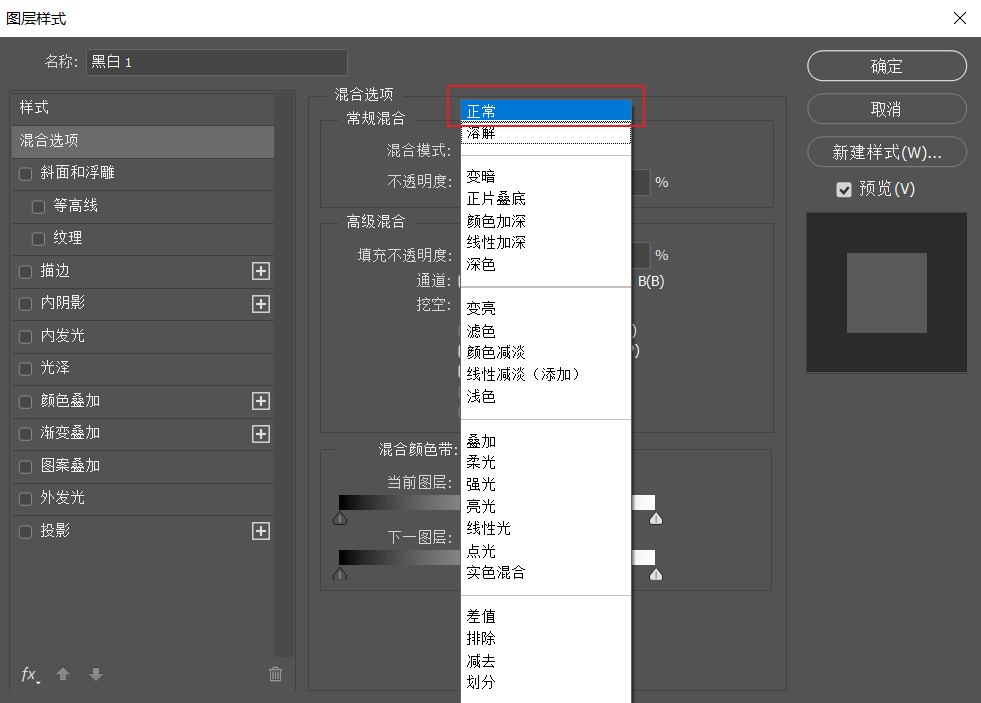 图层样式
名称: 黑白 1
样式
混合选项
斜面和浮雕
等高线
纹理
描边
内阴影
内发光
光泽
颜色叠加
渐变叠加
图案叠加
外发光
投影
fx
混合选项
常规混合
混合模式:
不透明度:
%
高级混合
填充不透明度:
%
通道:
B(B)
挖空:
混合颜色带:
当前图层:
下一图层:
正常
溶解
变暗
正片叠底
颜色加深
线性加深
深色
变亮
滤色
颜色减淡
线性减淡（添加）
浅色
叠加
柔光
强光
亮光
线性光
点光
实色混合
差值
排除
减去
划分
确定
取消
新建样式(W)...
预览(V)